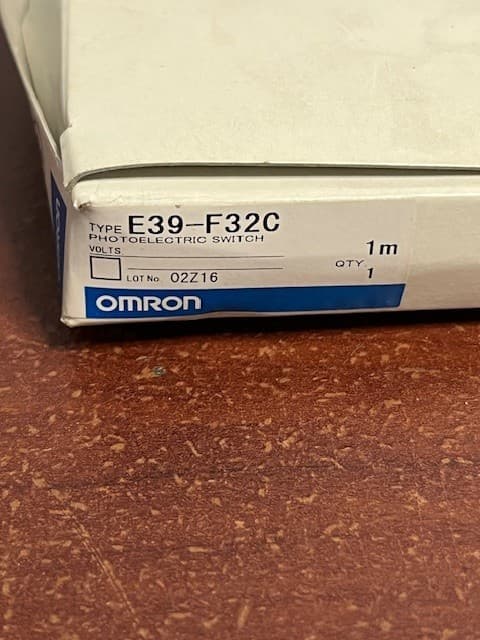 TYPE E39-F32C
PHOTOELECTRIC SWITCH
VOLTS
1m
LOT No. 02Z16
QTY. 1
OMRON